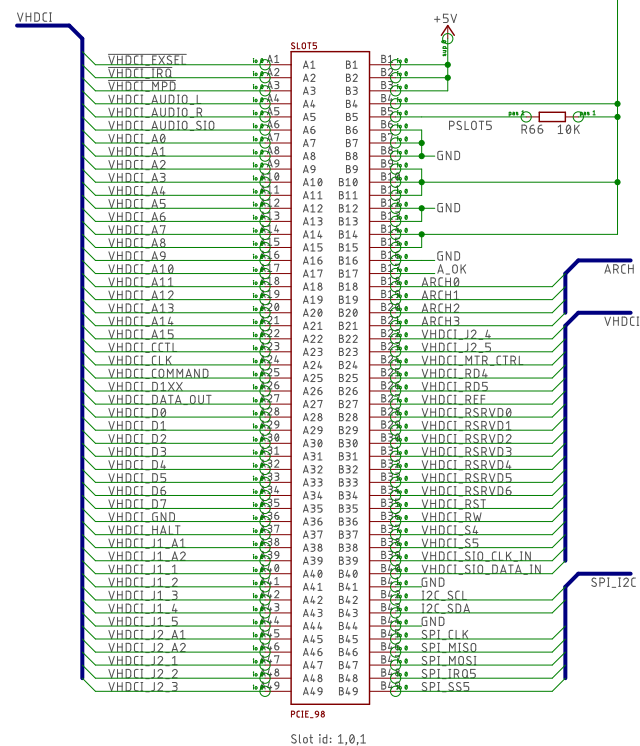 VHDCI
+5V
SLOT5
VHDCI_EXSEL A1 A1 B1
VHDCI_IRQ A2 A2 B2
VHDCI_MPD A3 A3 B3
VHDCI_AUDIO_L A4 A4 B4
VHDCI_AUDIO_R A5 A5 B5 PSLOT5 R66 10K
VHDCI_AUDIO_SIO A6 A6 B6
VHDCI_A0 A7 A7 B7
VHDCI_A1 A8 A8 B8 GND
VHDCI_A2 A9 A9 B9
VHDCI_A3 A10 B10
VHDCI_A4 A11 B11
VHDCI_A5 A12 B12 GND
VHDCI_A6 A13 B13
VHDCI_A7 A14 B14
VHDCI_A8 A15 B15
VHDCI_A9 A16 B16 GND
VHDCI_A10 A17 B17 A_OK
ARCH
VHDCI_A11 A18 B18 ARCH0
VHDCI_A12 A19 B19 ARCH1
VHDCI_A13 A20 B20 ARCH2
VHDCI_A14 A21 B21 ARCH3
VHDCI
VHDCI_A15 A22 B22 VHDCI_J2_4
VHDCI_CCTL A23 B23 VHDCI_J2_5
VHDCI_CLK A24 B24 VHDCI_MTR_CTRL
VHDCI_COMMAND A25 B25 VHDCI_RD4
VHDCI_D1XX A26 B26 VHDCI_RD5
VHDCI_DATA_OUT A27 B27 VHDCI_REF
VHDCI_D0 A28 B28 VHDCI_RSRVD0
VHDCI_D1 A29 B29 VHDCI_RSRVD1
VHDCI_D2 A30 B30 VHDCI_RSRVD2
VHDCI_D3 A31 B31 VHDCI_RSRVD3
VHDCI_D4 A32 B32 VHDCI_RSRVD4
VHDCI_D5 A33 B33 VHDCI_RSRVD5
VHDCI_D6 A34 B34 VHDCI_RSRVD6
VHDCI_D7 A35 B35 VHDCI_RST
VHDCI_GND A36 B36 VHDCI_RW
VHDCI_HALT A37 B37 VHDCI_S4
VHDCI_J1_A1 A38 B38 VHDCI_S5
VHDCI_J1_A2 A39 B39 VHDCI_SIO_CLK_IN
VHDCI_J1_1 A40 B40 VHDCI_SIO_DATA_IN
VHDCI_J1_2 A41 B41 GND
SPI_I2C
VHDCI_J1_3 A42 B42 I2C_SCL
VHDCI_J1_4 A43 B43 I2C_SDA
VHDCI_J1_5 A44 B44 GND
VHDCI_J2_A1 A45 B45 SPI_CLK
VHDCI_J2_A2 A46 B46 SPI_MISO
VHDCI_J2_1 A47 B47 SPI_MOSI
VHDCI_J2_2 A48 B48 SPI_IRQ5
VHDCI_J2_3 A49 B49 SPI_SS5
PCIE_98
Slot id: 1,0,1